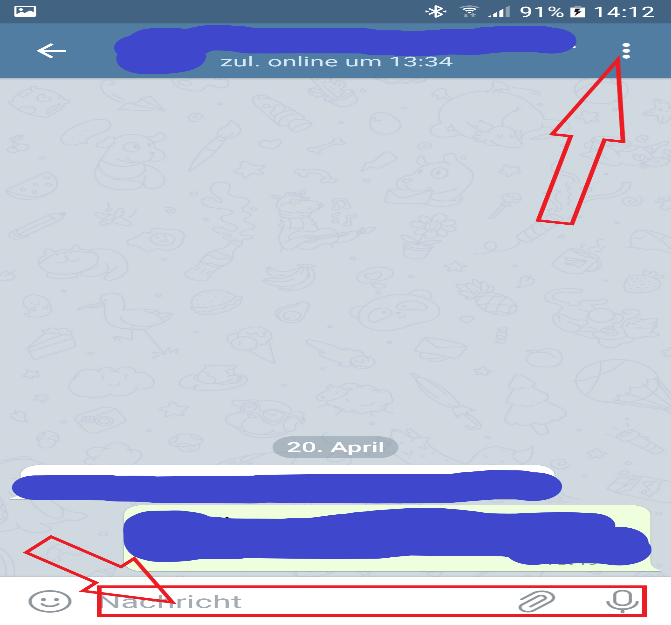 91% 14:12
zul. online um 13:34
20. April
Nachricht